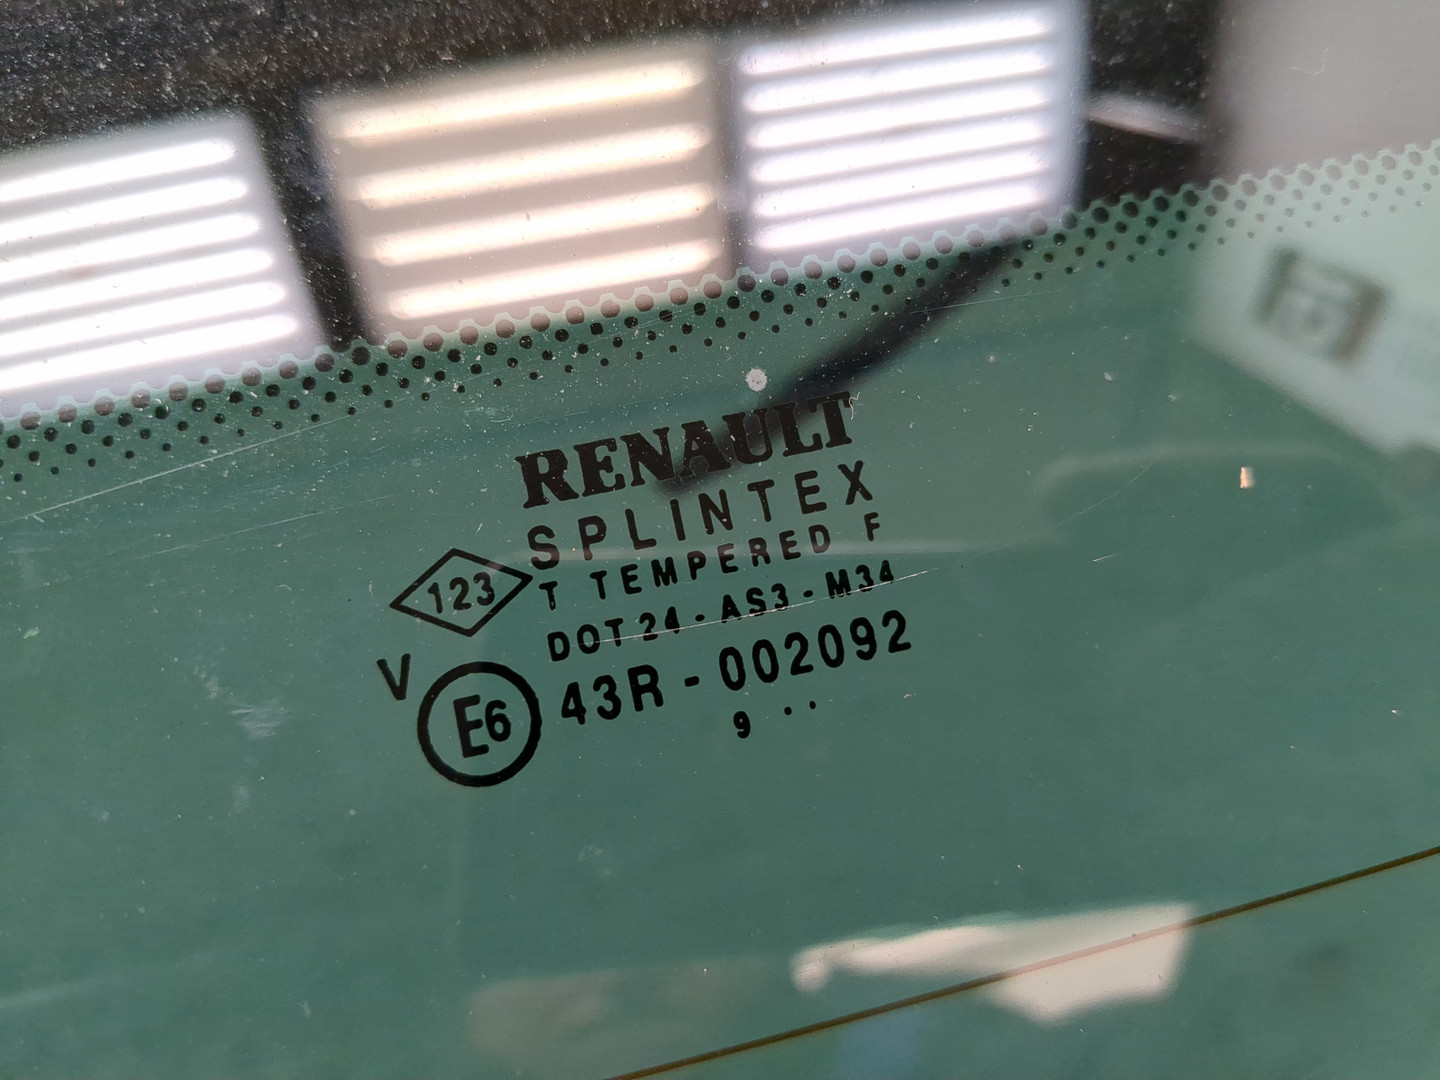 RENAULT
SPLINTEX
T TEMPERED F
123
DOT 24 - AS3 - M34
V
E6 43R - 002092
9 ..